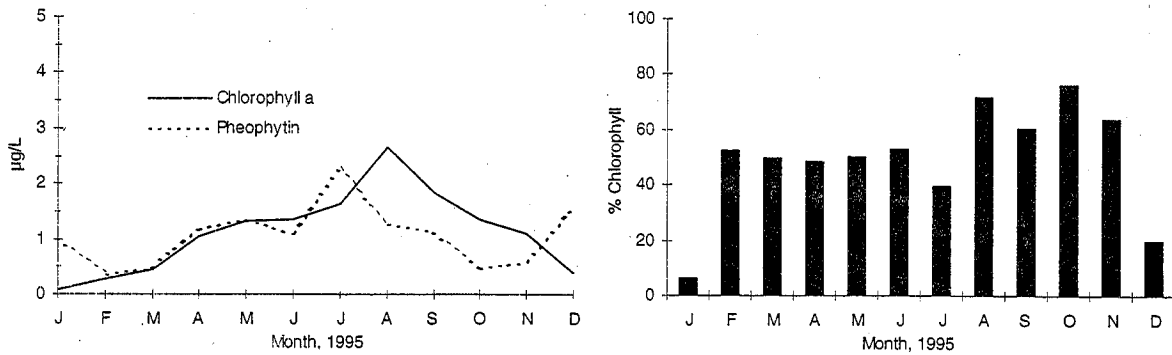 5
4
3
2
1
0
µg/L
Chlorophyll a
Pheophytin
J F M A M J J A S O N D
Month, 1995
100
80
60
40
20
0
% Chlorophyll
J F M A M J J A S O N D
Month, 1995